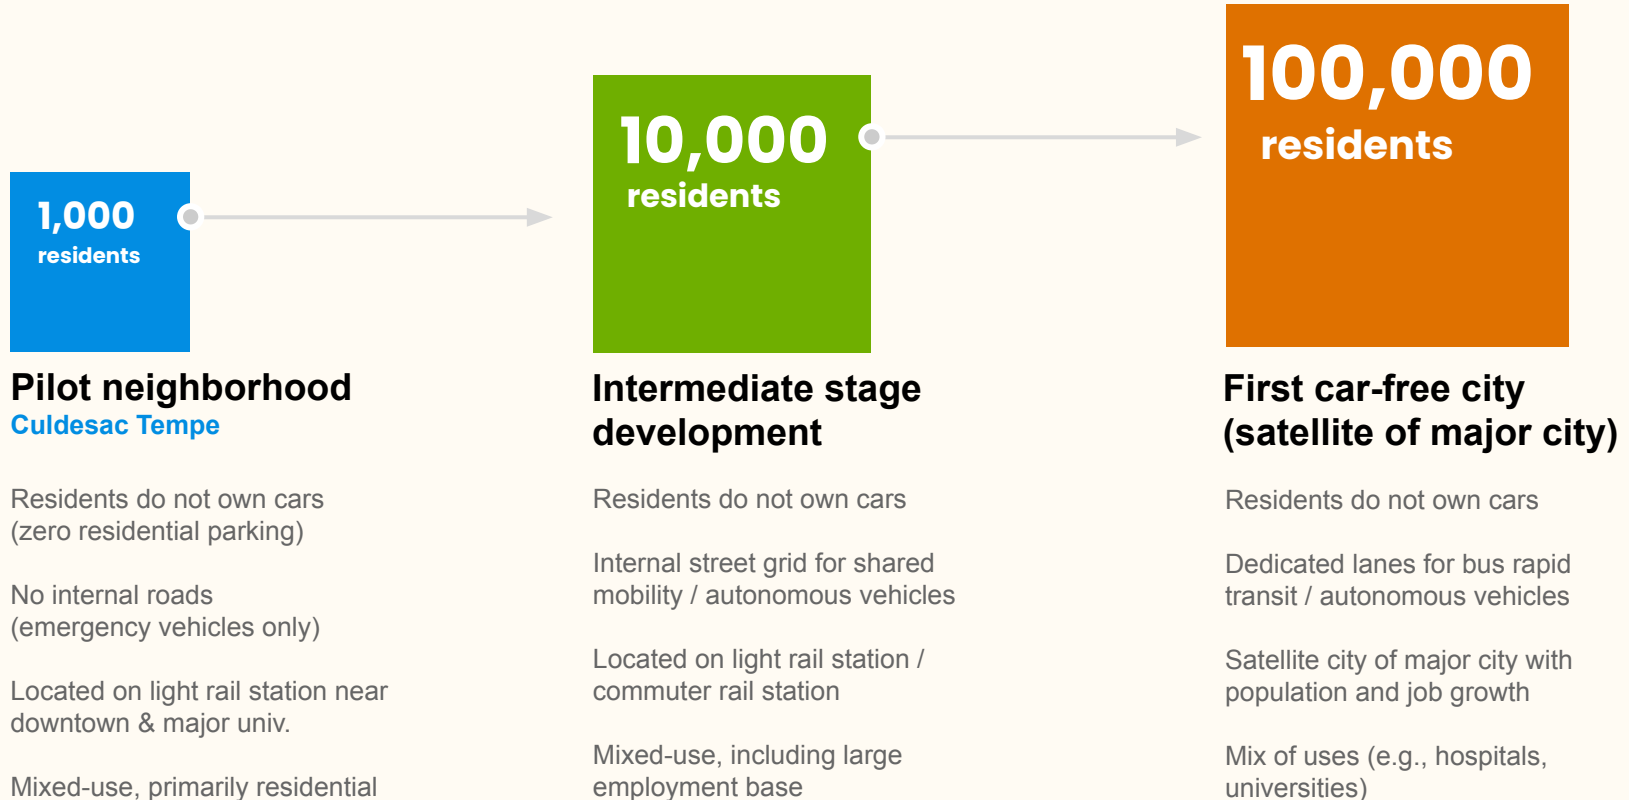 1,000
residents
Pilot neighborhood
Culdesac Tempe
Residents do not own cars
(zero residential parking)
No internal roads
(emergency vehicles only)
Located on light rail station near
downtown & major univ.
Mixed-use, primarily residential
10,000
residents
Intermediate stage
development
Residents do not own cars
Internal street grid for shared
mobility / autonomous vehicles
Located on light rail station /
commuter rail station
Mixed-use, including large
employment base
100,000
residents
First car-free city
(satellite of major city)
Residents do not own cars
Dedicated lanes for bus rapid
transit / autonomous vehicles
Satellite city of major city with
population and job growth
Mix of uses (e.g., hospitals,
universities)